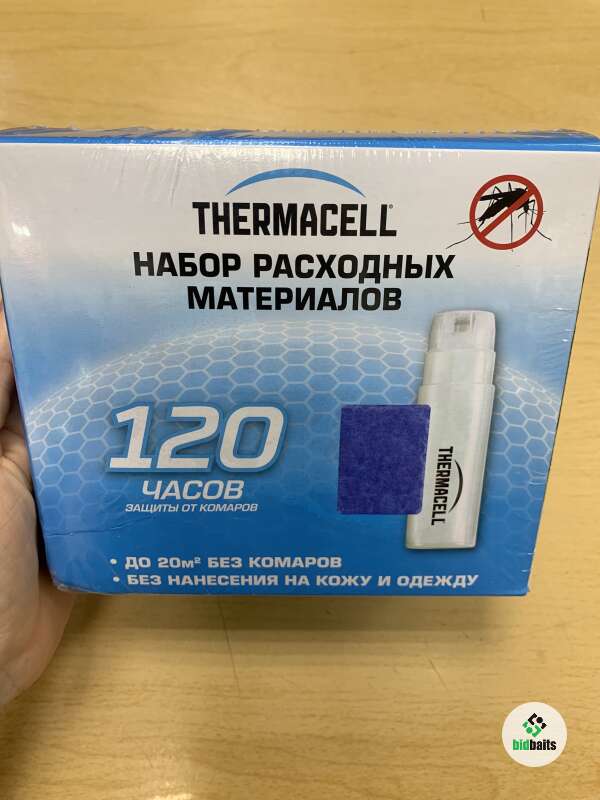 THERMACELL®
НАБОР РАСХОДНЫХ
МАТЕРИАЛОВ
120
ЧАСОВ
ЗАЩИТЫ ОТ КОМАРОВ
THERMACELL
• ДО 20м² БЕЗ КОМАРОВ
• БЕЗ НАНЕСЕНИЯ НА КОЖУ И ОДЕЖДУ
bidbaits